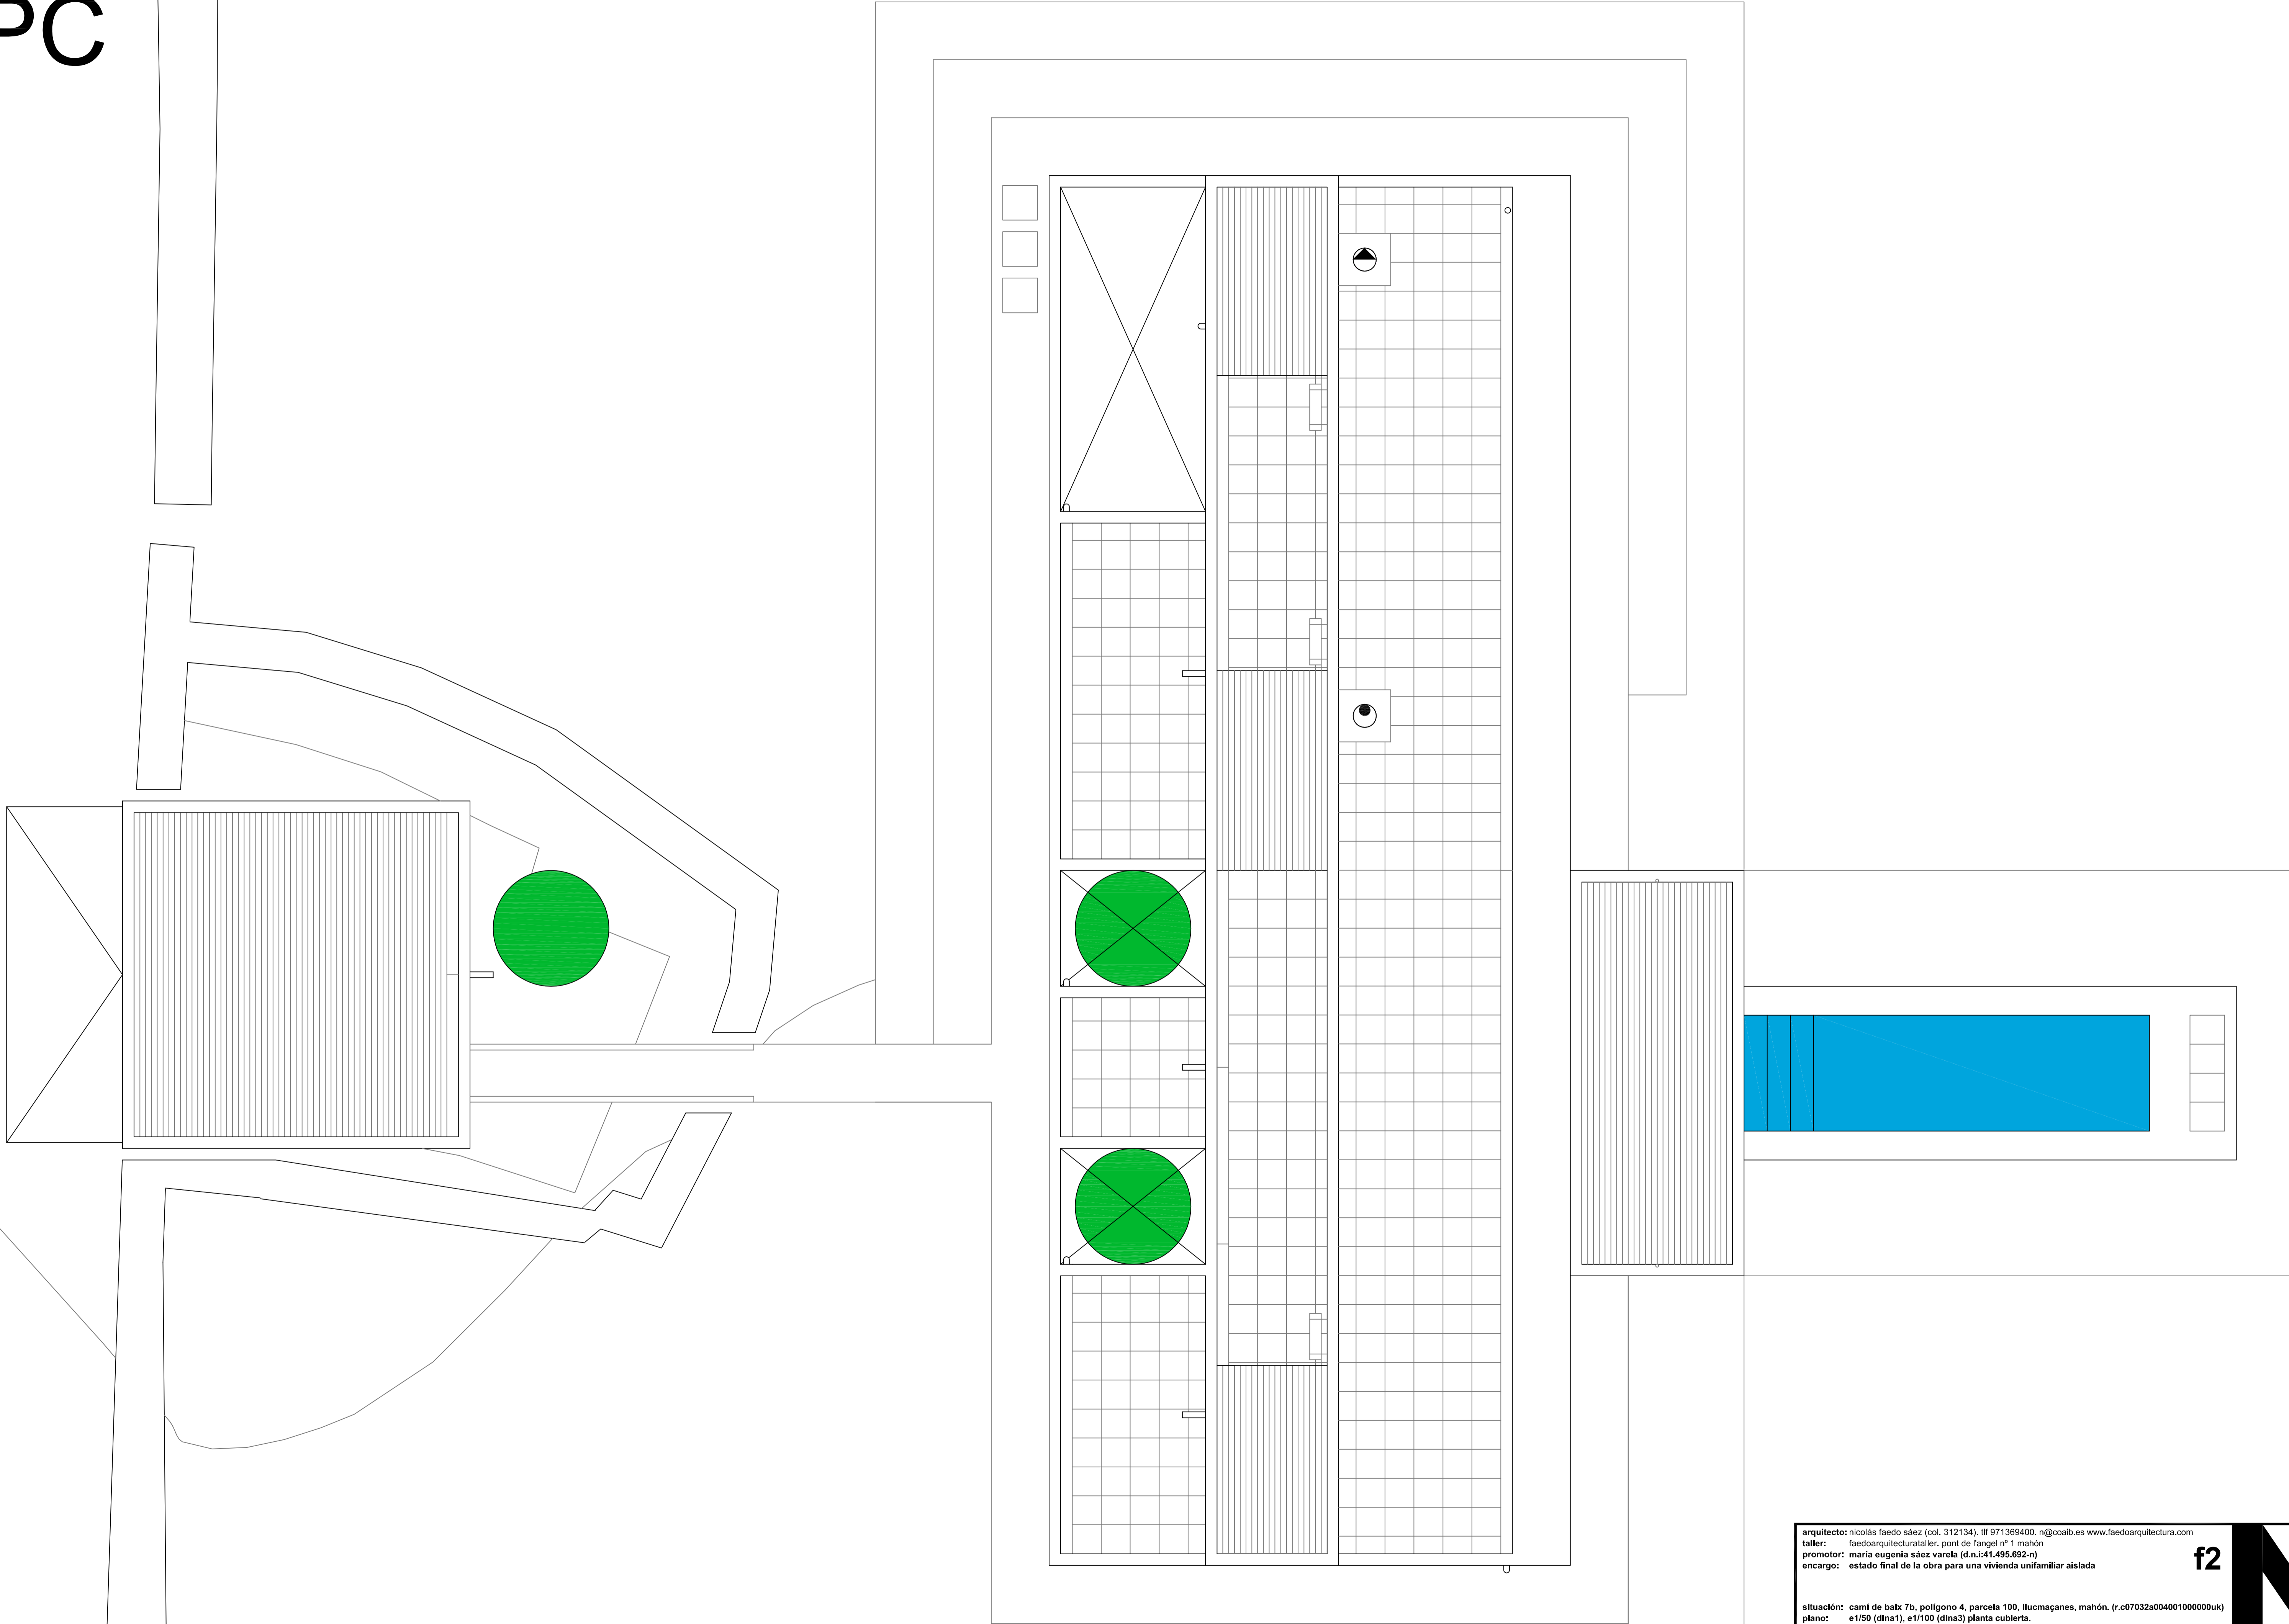 PC
arquitecto: nicolás faedo sáez (col. 312134). tlf 971369400. n@coaib.es www.faedoarquitectura.com
taller: faedoarquitecturataller. pont de l'angel nº 1 mahón
promotor: maría eugenia sáez varela (d.n.i:41.495.692-n)
encargo: estado final de la obra para una vivienda unifamiliar aislada
f2
situación: camí de baix 7b, polígono 4, parcela 100, llucmaçanes, mahón. (r.c07032a004001000000uk)
plano: e1/50 (dina1), e1/100 (dina3) planta cubierta.